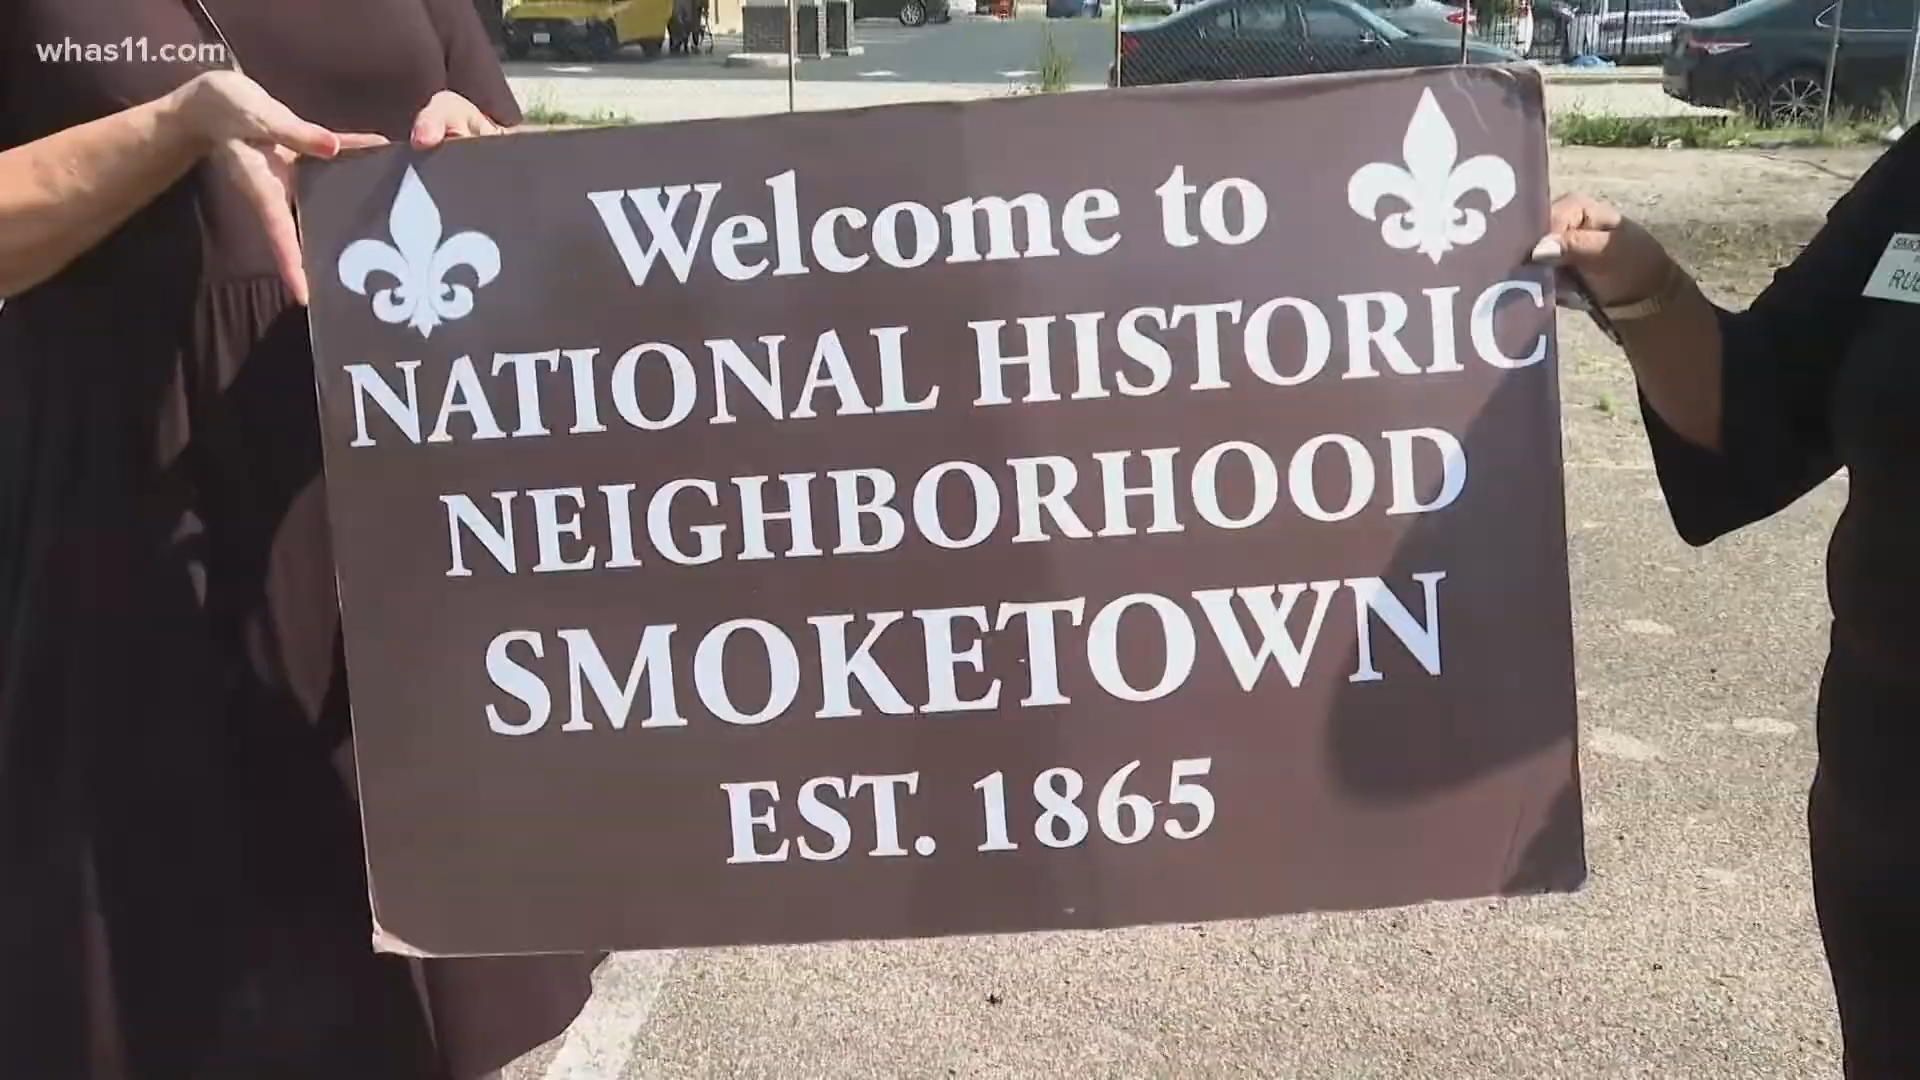 whas11.com
Welcome to
NATIONAL HISTORIC
NEIGHBORHOOD
SMOKETOWN
EST. 1865